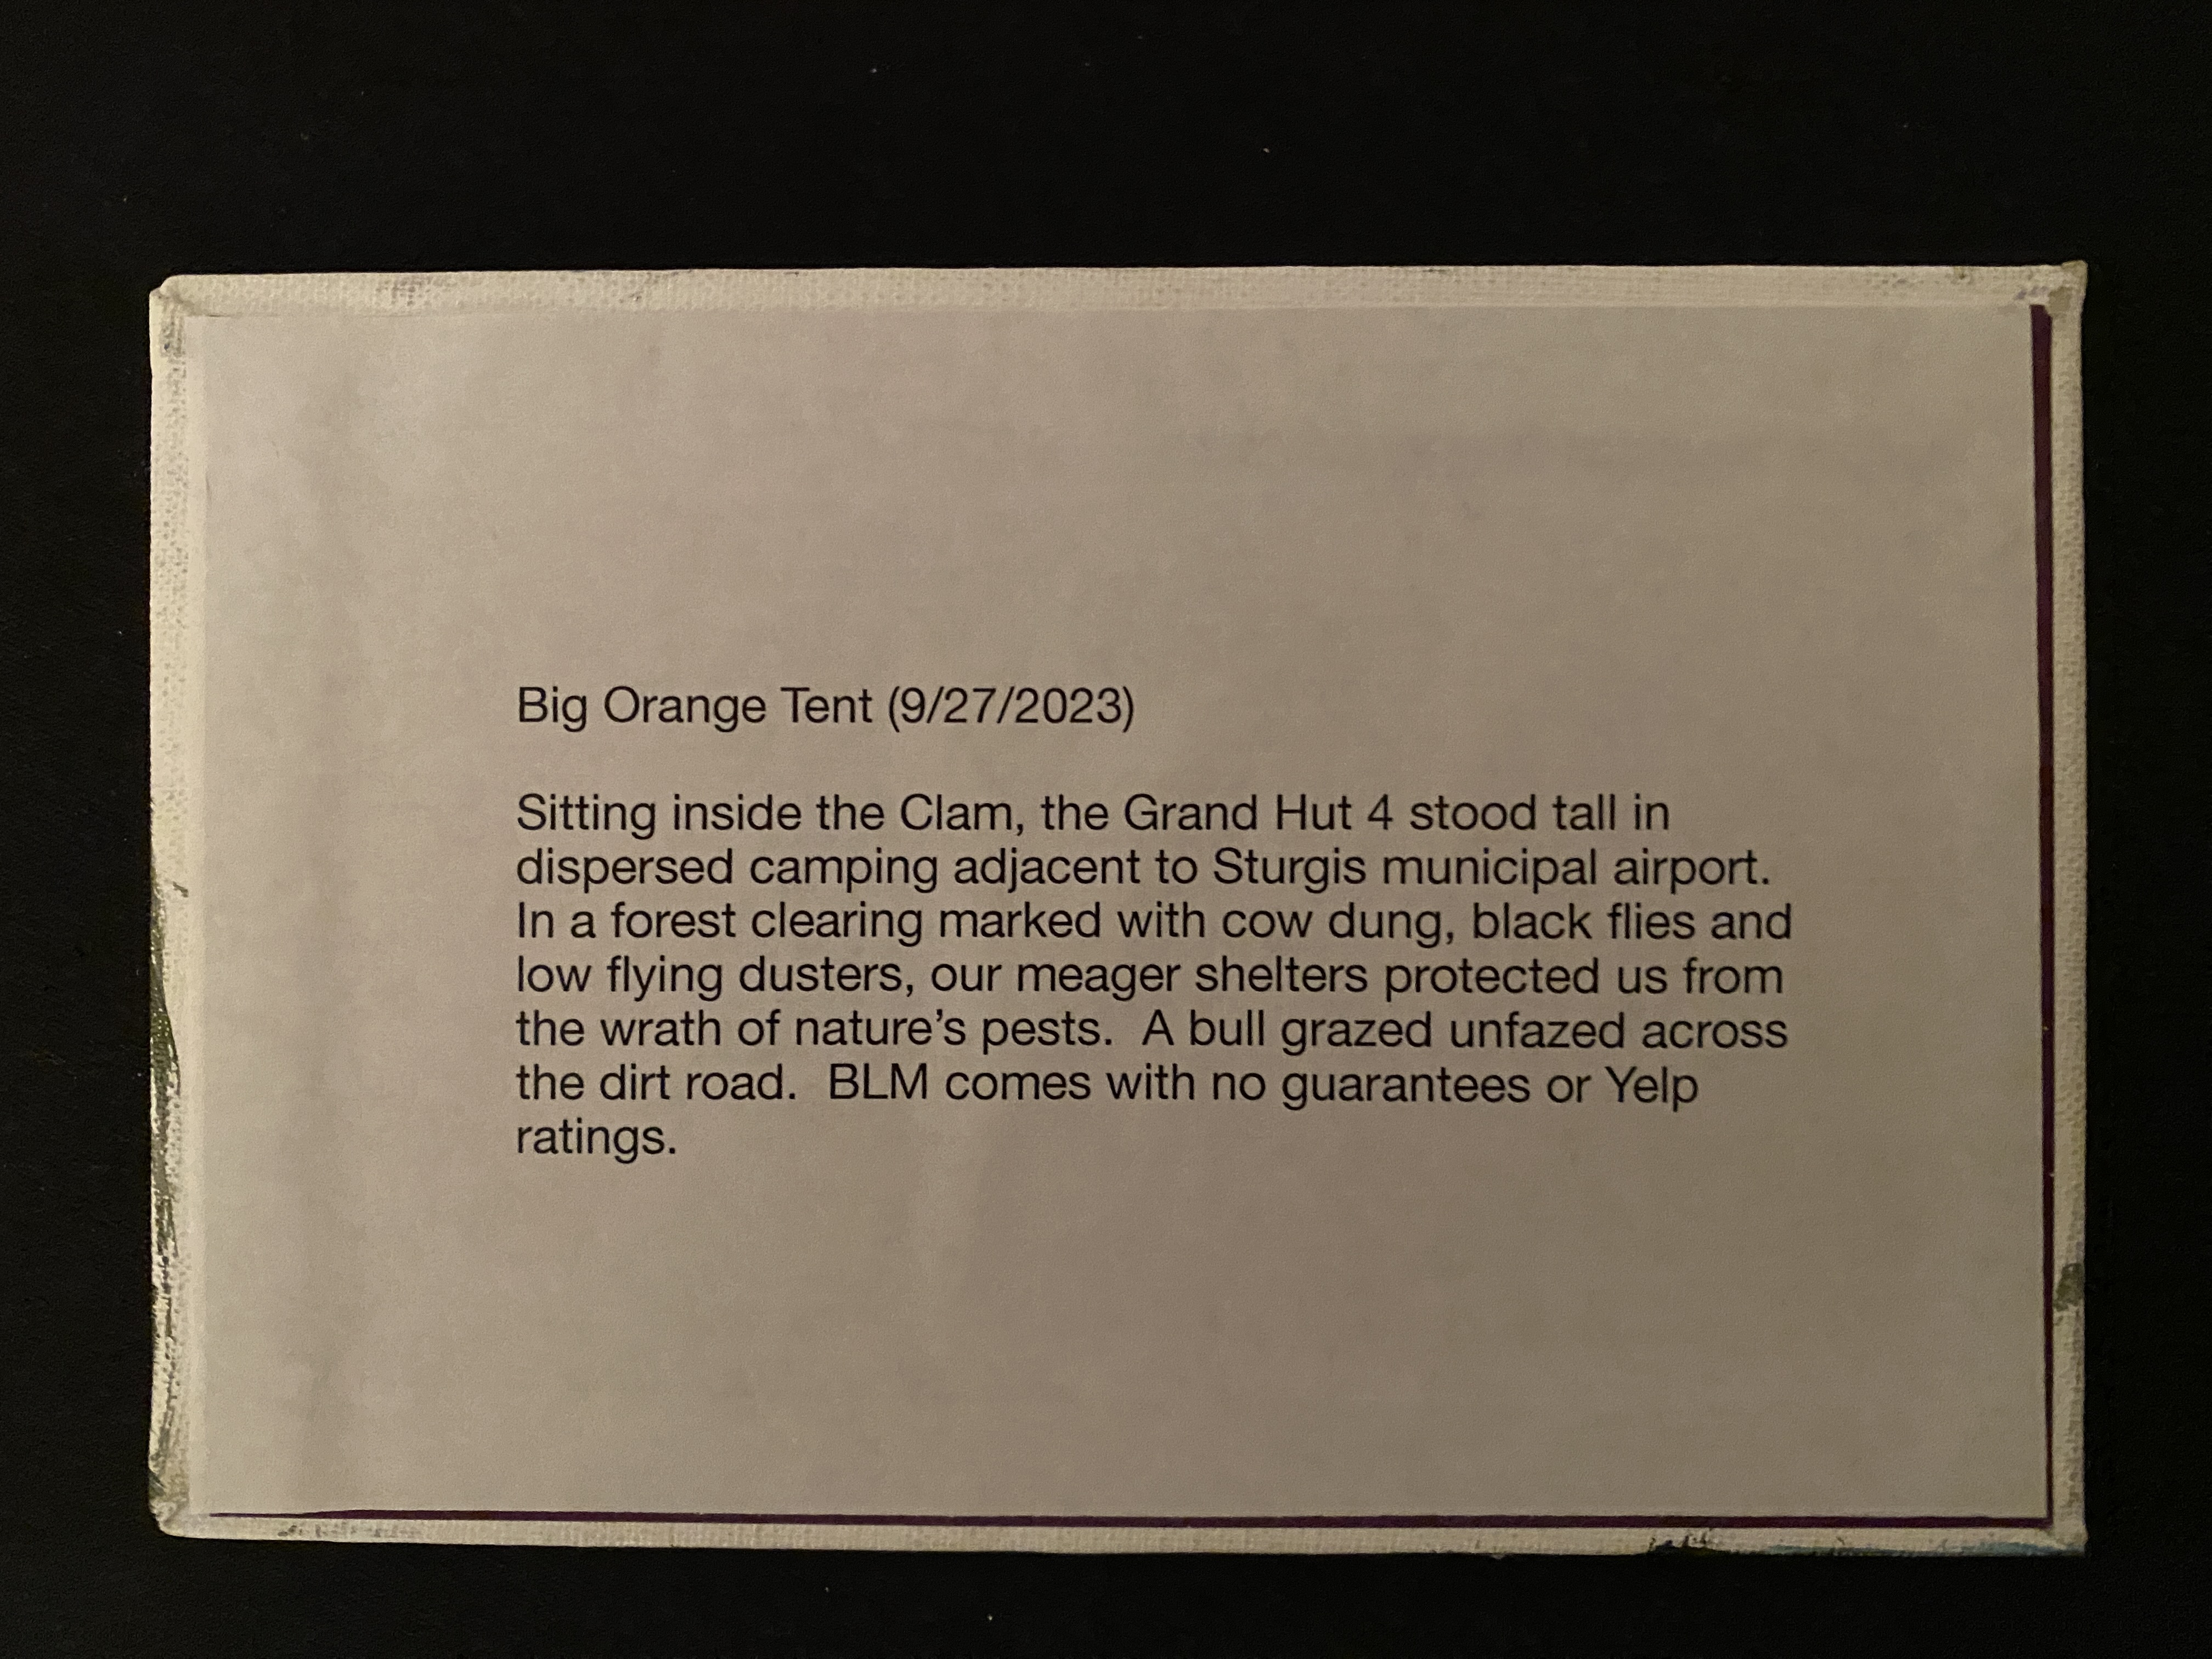 Big Orange Tent (9/27/2023)
Sitting inside the Clam, the Grand Hut 4 stood tall in
dispersed camping adjacent to Sturgis municipal airport.
In a forest clearing marked with cow dung, black flies and
low flying dusters, our meager shelters protected us from
the wrath of nature’s pests.  A bull grazed unfazed across
the dirt road.  BLM comes with no guarantees or Yelp
ratings.